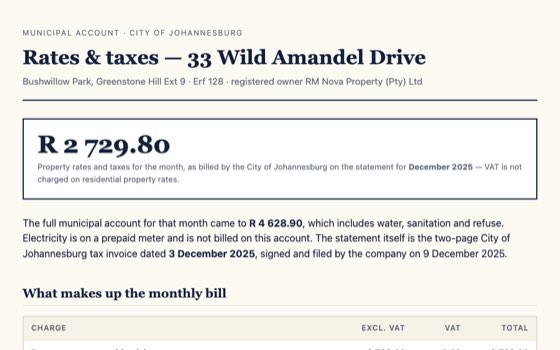 MUNICIPAL ACCOUNT · CITY OF JOHANNESBURG
Rates & taxes — 33 Wild Amandel Drive
Bushwillow Park, Greenstone Hill Ext 9 · Erf 128 · registered owner RM Nova Property (Pty) Ltd
R 2 729.80
Property rates and taxes for the month, as billed by the City of Johannesburg on the statement for December 2025 — VAT is not
charged on residential property rates.
The full municipal account for that month came to R 4 628.90, which includes water, sanitation and refuse.
Electricity is on a prepaid meter and is not billed on this account. The statement itself is the two-page City of
Johannesburg tax invoice dated 3 December 2025, signed and filed by the company on 9 December 2025.
What makes up the monthly bill
CHARGE EXCL. VAT VAT TOTAL